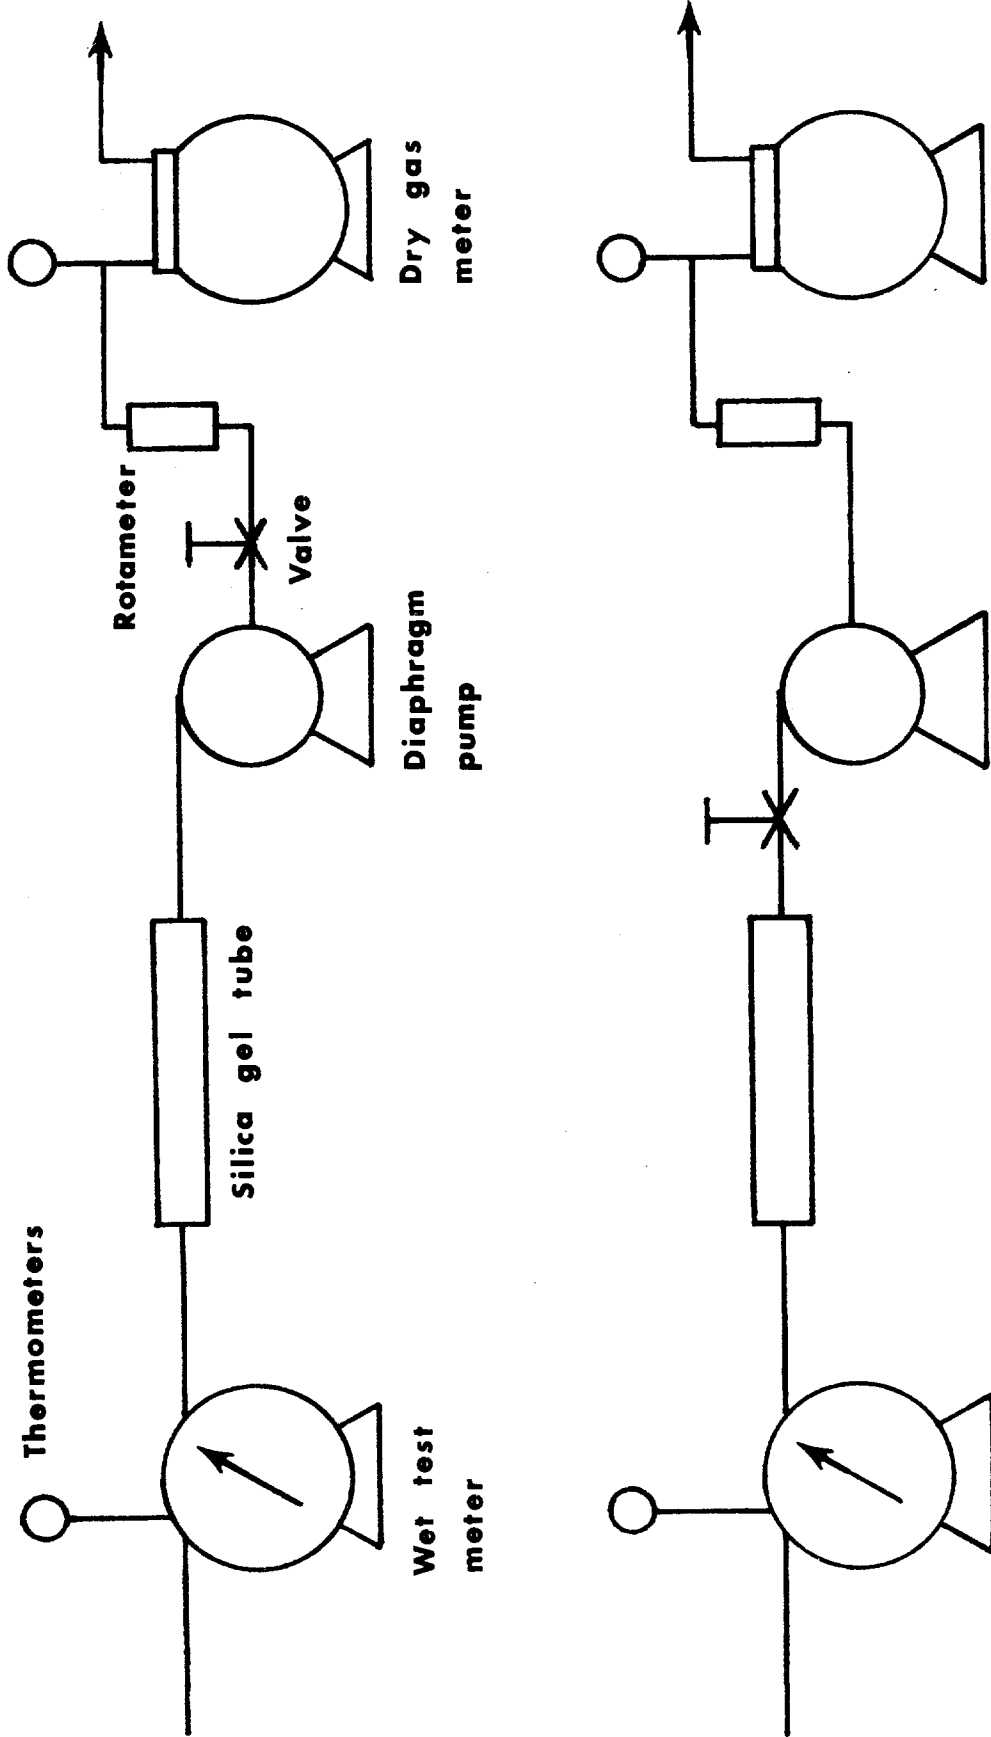 Thermometers
Wet test
meter
Silica gel tube
Diaphragm
pump
Valve
Rotameter
Dry gas
meter